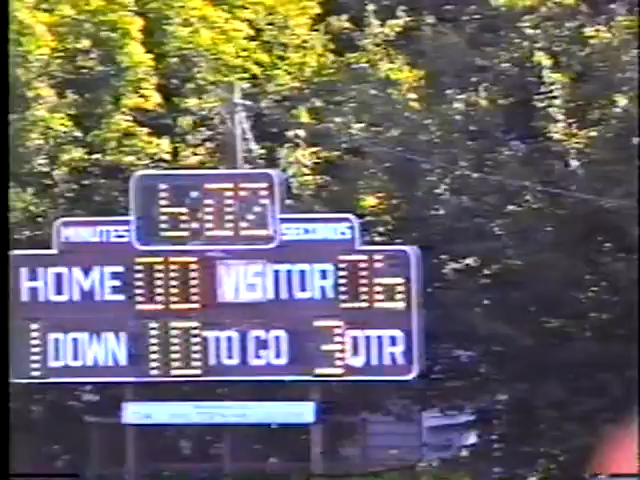 6:02
MINUTES SECONDS
HOME 00 VISITOR 06
1 DOWN 10 TO GO 3 QTR